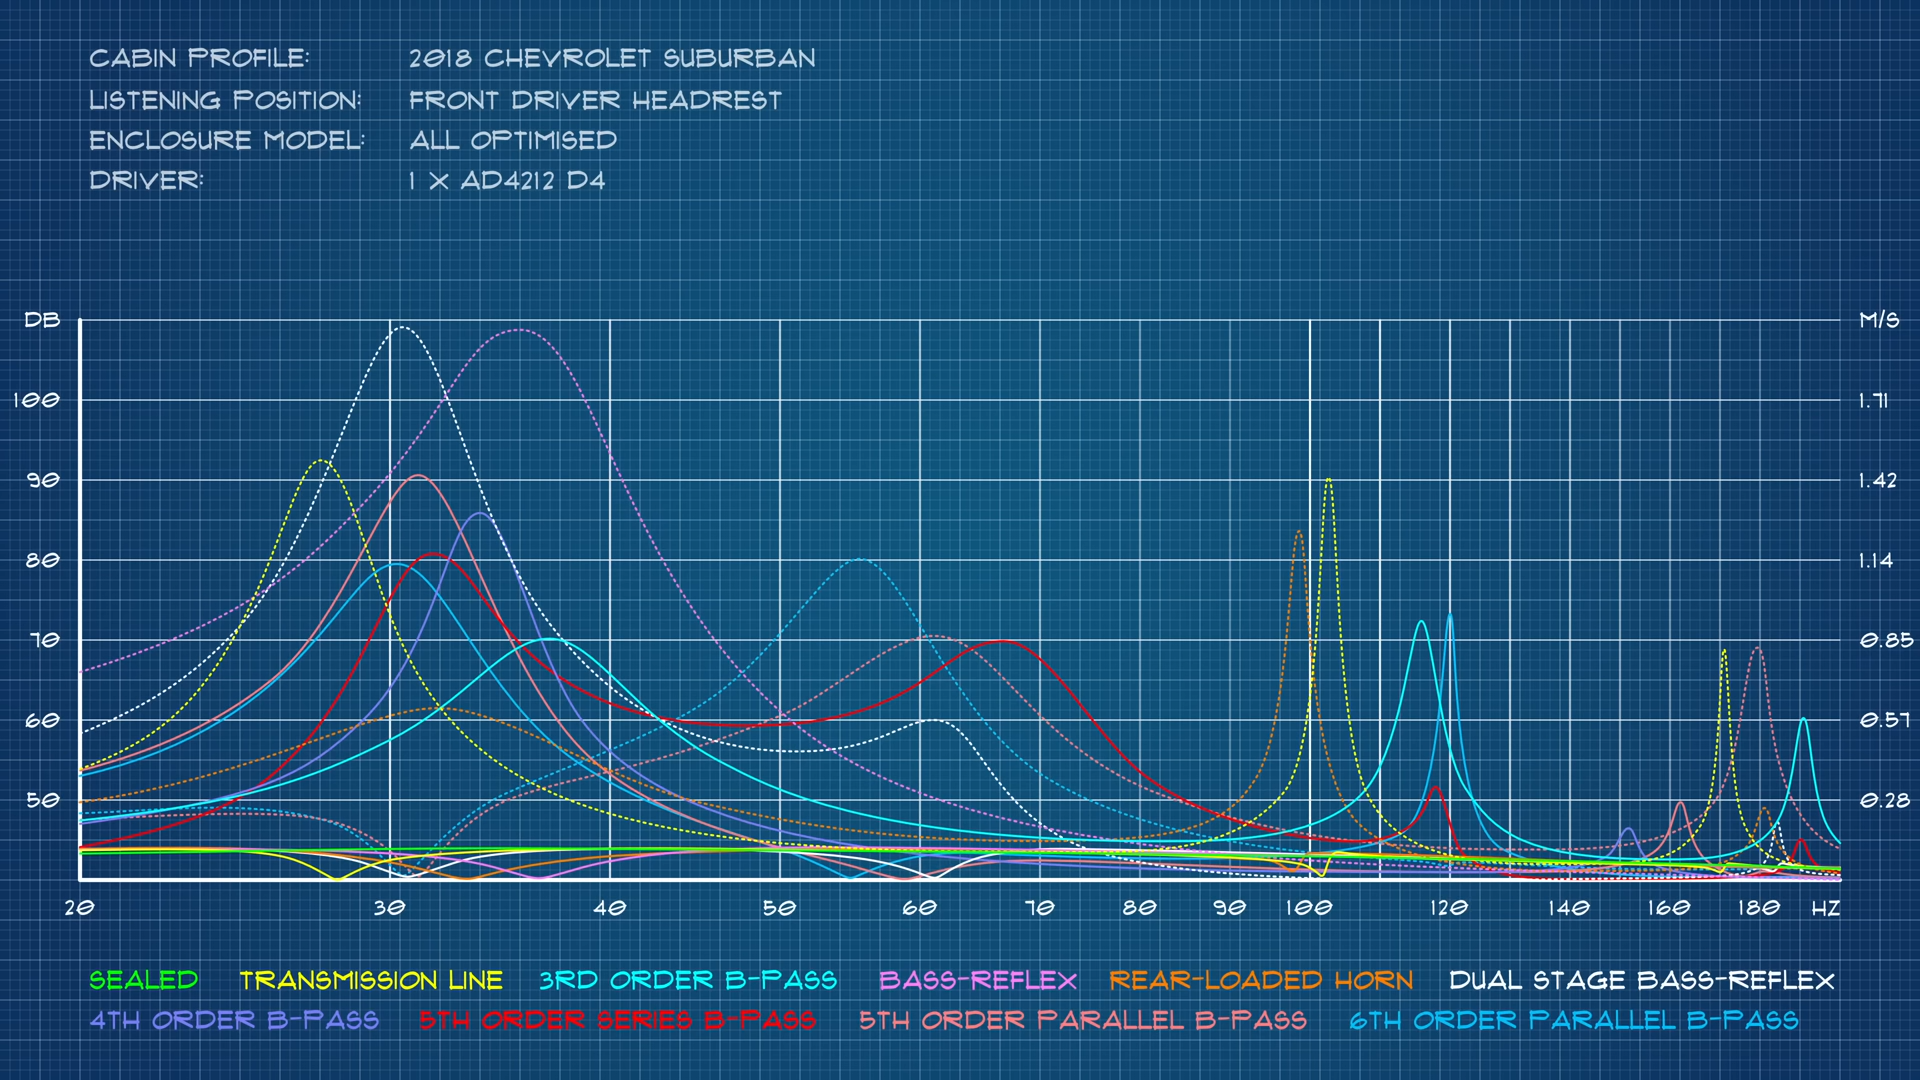 CABIN PROFILE: 2018 CHEVROLET SUBURBAN
LISTENING POSITION: FRONT DRIVER HEADREST
ENCLOSURE MODEL: ALL OPTIMISED
DRIVER: 1 X AD4212 D4
DB M/S
100 1.71
90 1.42
80 1.14
70 0.85
60 0.51
50 0.28
20 30 40 50 60 70 80 90 100 120 140 160 180 HZ
SEALED TRANSMISSION LINE 3RD ORDER B-PASS BASS-REFLEX REAR-LOADED HORN DUAL STAGE BASS-REFLEX
4TH ORDER B-PASS 5TH ORDER SERIES B-PASS 5TH ORDER PARALLEL B-PASS 6TH ORDER PARALLEL B-PASS